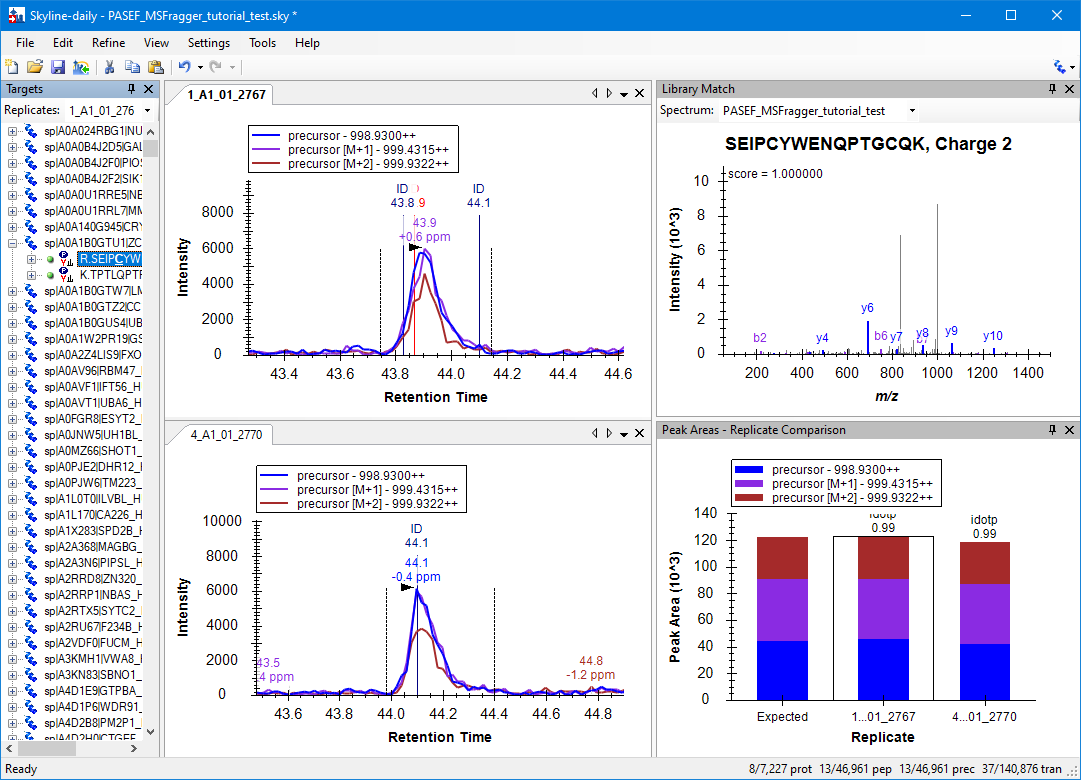 Skyline-daily - PASEF_MSFragger_tutorial_test.sky *
File Edit Refine View Settings Tools Help
Targets
Replicates: 1_A1_01_276
sp|A0A024RBG1|NU
sp|A0A0B4J2D5|GAL
sp|A0A0B4J2F0|PIOS
sp|A0A0B4J2F2|SIK1
sp|A0A0U1RRE5|NE
sp|A0A0U1RRL7|MM
sp|A0A140G945|CRY
sp|A0A1B0GTU1|ZC
R.SEIPCYW
K.TPTLQPTF
sp|A0A1B0GTW7|LM
sp|A0A1B0GTZ2|CC
sp|A0A1B0GUS4|UB
sp|A0A1W2PR19|GS
sp|A0A2Z4LIS9|FXO
sp|A0AV96|RBM47_
sp|A0AVF1|IFT56_H
sp|A0AVT1|UBA6_H
sp|A0FGR8|ESYT2_
sp|A0JNW5|UH1BL_
sp|A0MZ66|SHOT1_
sp|A0PJE2|DHR12_H
sp|A0PJW6|TM223_
sp|A1L0T0|ILVBL_H
sp|A1L170|CA226_H
sp|A1X283|SPD2B_H
sp|A2A368|MAGBG_
sp|A2A3N6|PIPSL_H
sp|A2RRD8|ZN320_
sp|A2RRP1|NBAS_H
sp|A2RTX5|SYTC2_
sp|A2RU67|F234B_H
sp|A2VDF0|FUCM_H
sp|A3KMH1|VWA8_H
sp|A3KN83|SBNO1_
sp|A4D1E9|GTPBA_
sp|A4D1P6|WDR91_
sp|A4D2B8|PM2P1_
sp|A4D2H0|CTGEF
1_A1_01_2767
precursor - 998.9300++
precursor [M+1] - 999.4315++
precursor [M+2] - 999.9322++
ID ID
43.8 .9 44.1
43.9
+0.6 ppm
8000
6000
4000
2000
0
Intensity
43.4 43.6 43.8 44.0 44.2 44.4 44.6
Retention Time
4_A1_01_2770
precursor - 998.9300++
precursor [M+1] - 999.4315++
precursor [M+2] - 999.9322++
ID
44.1
44.1
-0.4 ppm
43.5
4 ppm
44.8
-1.2 ppm
10000
8000
6000
4000
2000
0
Intensity
43.6 43.8 44.0 44.2 44.4 44.6 44.8
Retention Time
Library Match
Spectrum: PASEF_MSFragger_tutorial_test
SEIPCYWENQPTGCQK, Charge 2
score = 1.000000
10
8
6
4
2
0
Intensity (10^3)
b2 y4 y6 b6 y7 y8 b7 y9 y10
200 400 600 800 1000 1200 1400
m/z
Peak Areas - Replicate Comparison
precursor - 998.9300++
precursor [M+1] - 999.4315++
precursor [M+2] - 999.9322++
idotp
0.99
idotp
0.99
140
120
100
80
60
40
20
0
Peak Area (10^3)
Expected 1...01_2767 4...01_2770
Replicate
Ready
8/7,227 prot 13/46,961 pep 13/46,961 prec 37/140,876 tran